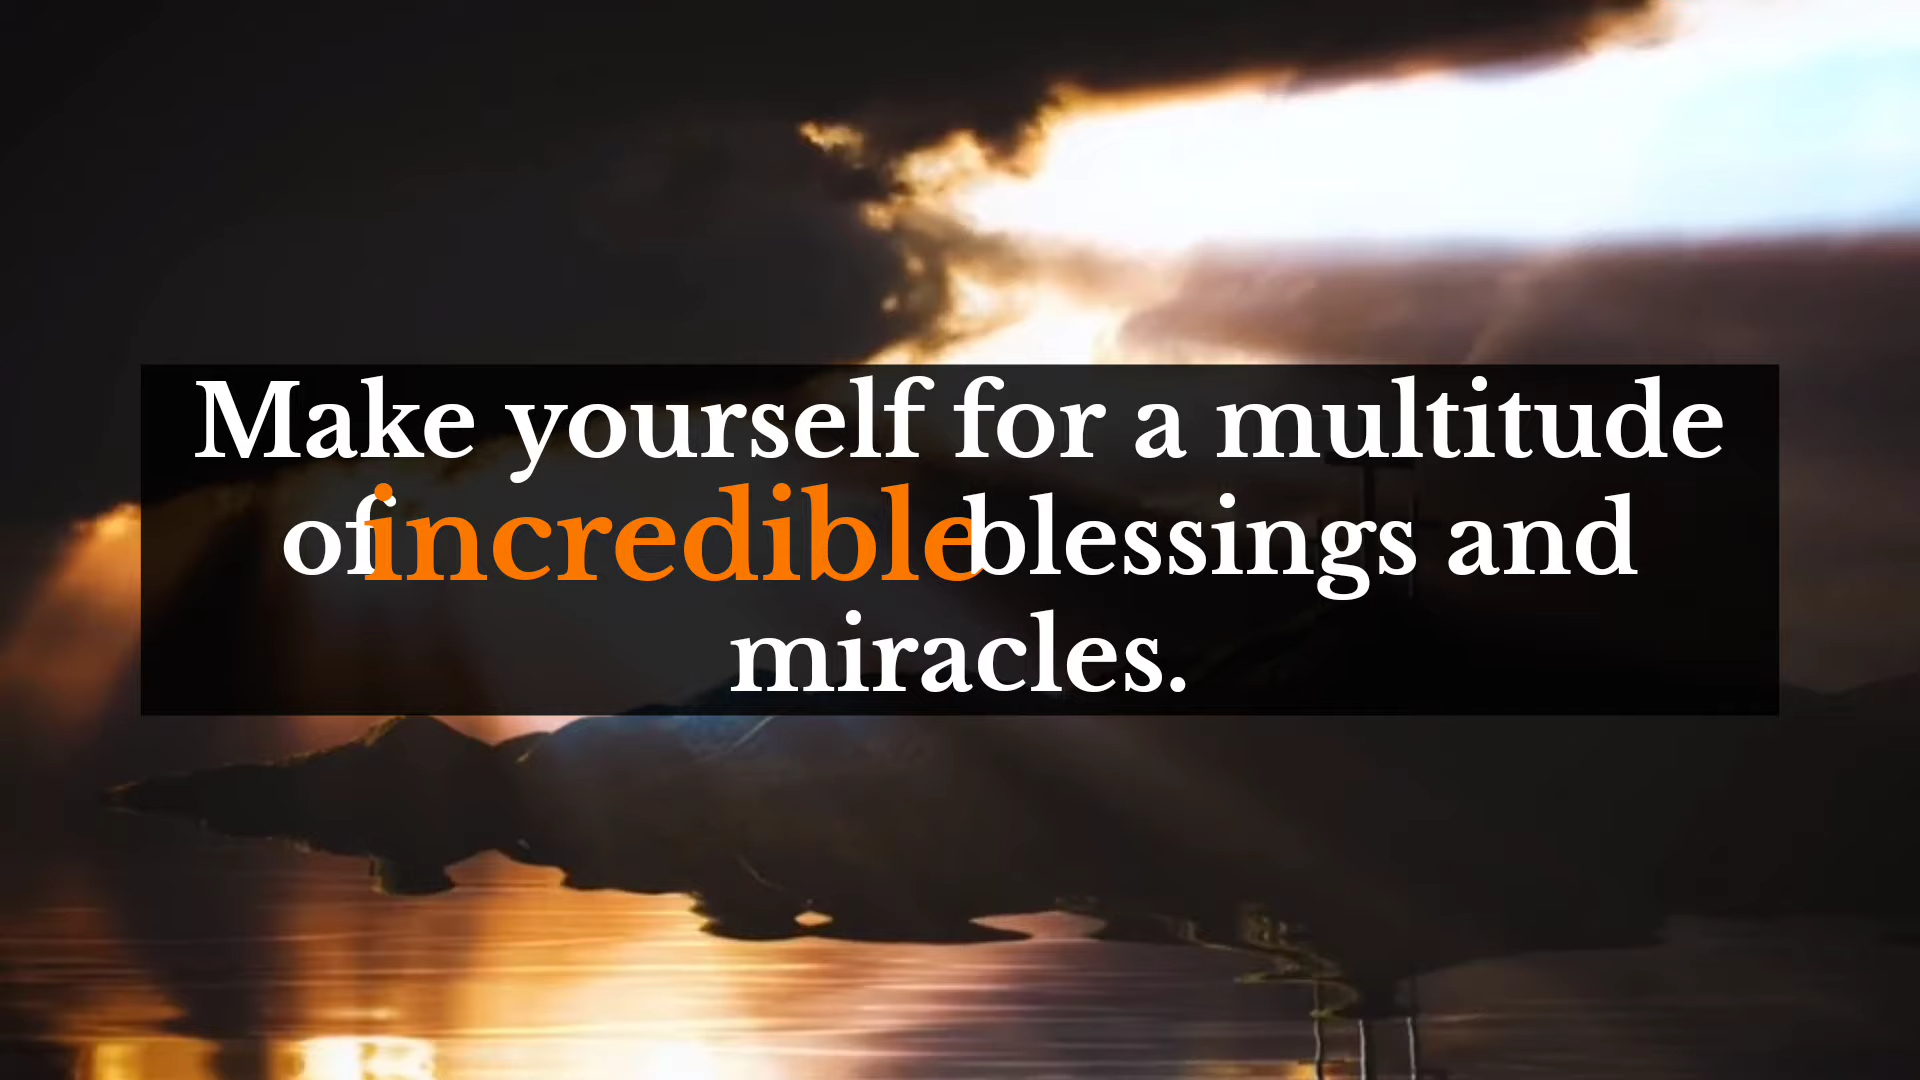 Make yourself for a multitude
of incredible blessings and
miracles.